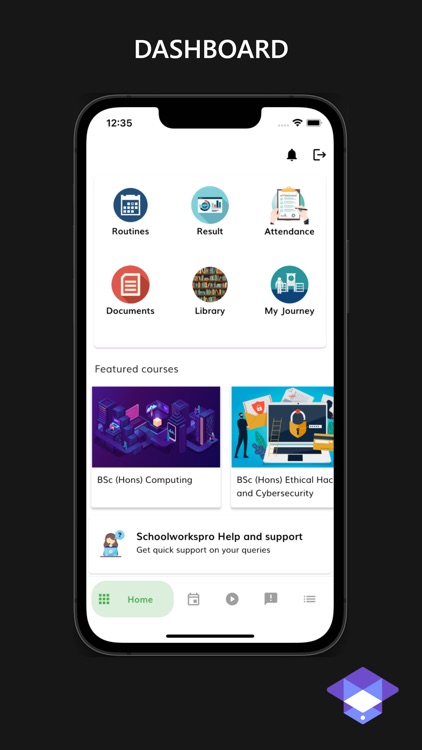 DASHBOARD
12:35
Routines
Result
Attendance
Documents
Library
My Journey
Featured courses
BSc (Hons) Computing
BSc (Hons) Ethical Hac
and Cybersecurity
Schoolworkspro Help and support
Get quick support on your queries
Home